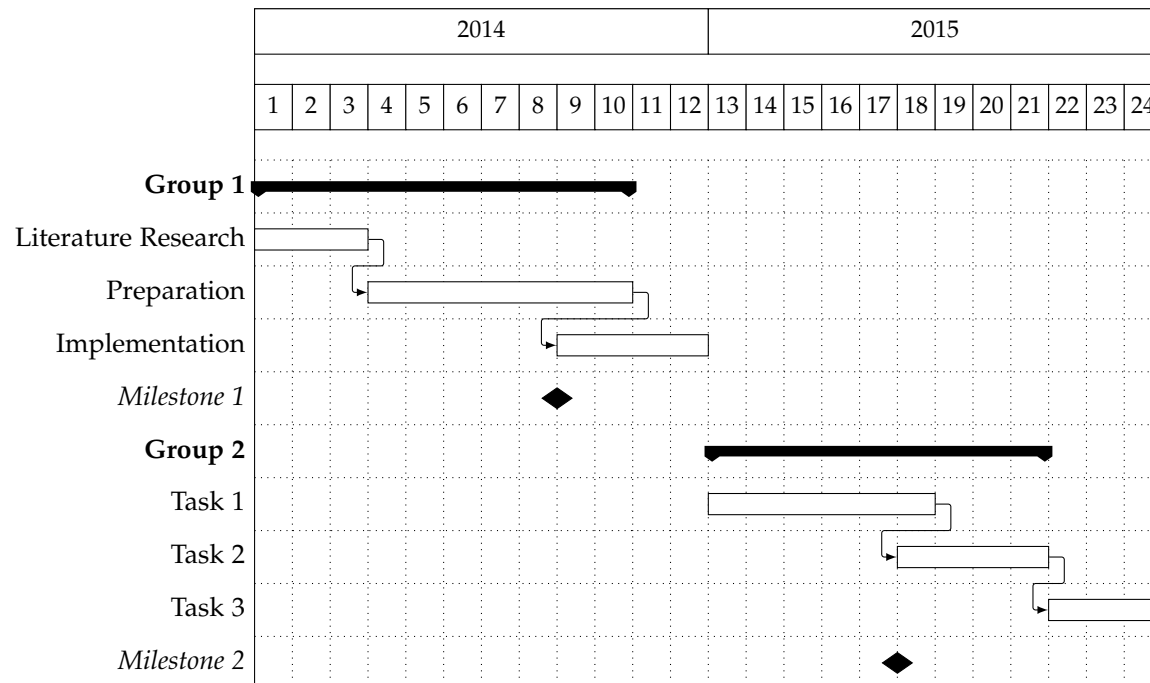 2014 2015
1 2 3 4 5 6 7 8 9 10 11 12 13 14 15 16 17 18 19 20 21 22 23 24
Group 1
Literature Research
Preparation
Implementation
Milestone 1
Group 2
Task 1
Task 2
Task 3
Milestone 2